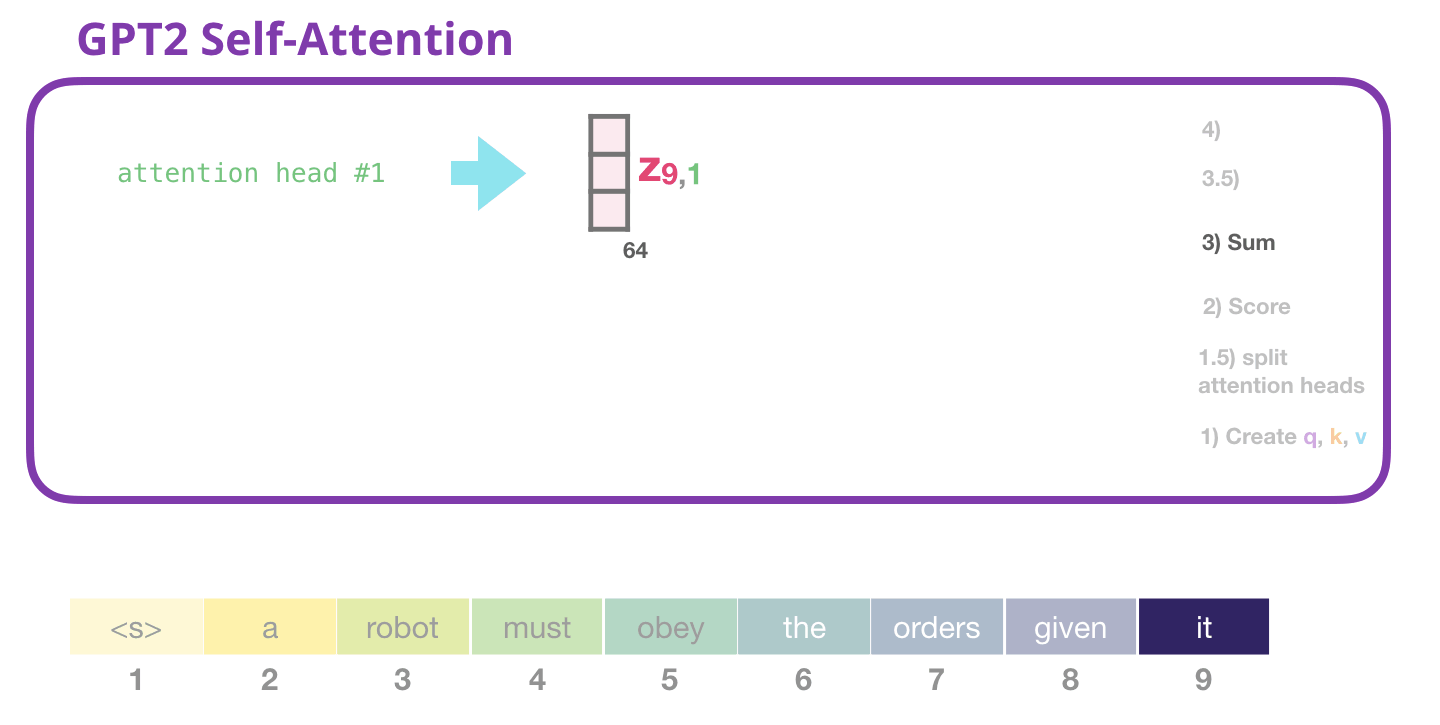 GPT2 Self-Attention
attention head #1
z9,1
64
4)
3.5)
3) Sum
2) Score
1.5) split
attention heads
1) Create q, k, v
<s> a robot must obey the orders given it
1 2 3 4 5 6 7 8 9